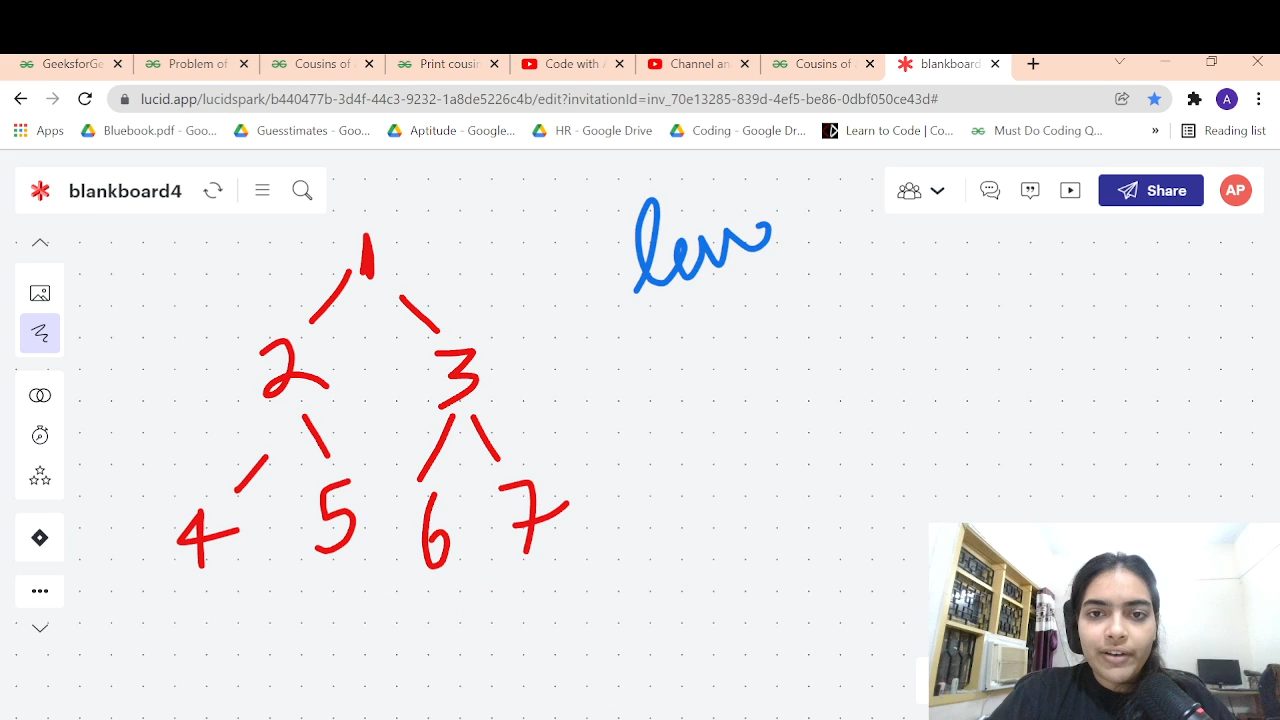 GeeksforGe
Problem of
Cousins of
Print cousin
Code with
Channel an
Cousins of
blankboard
lucid.app/lucidspark/b440477b-3d4f-44c3-9232-1a8de5226c4b/edit?invitationId=inv_70e13285-839d-4ef5-be86-0dbf050ce43d#
A
Apps
Bluebook.pdf - Goo...
Guesstimates - Goo...
Aptitude - Google...
HR - Google Drive
Coding - Google Dr...
Learn to Code | Co...
Must Do Coding Q...
»
Reading list
blankboard4
Share
AP
1
2 3
4 5 6 7